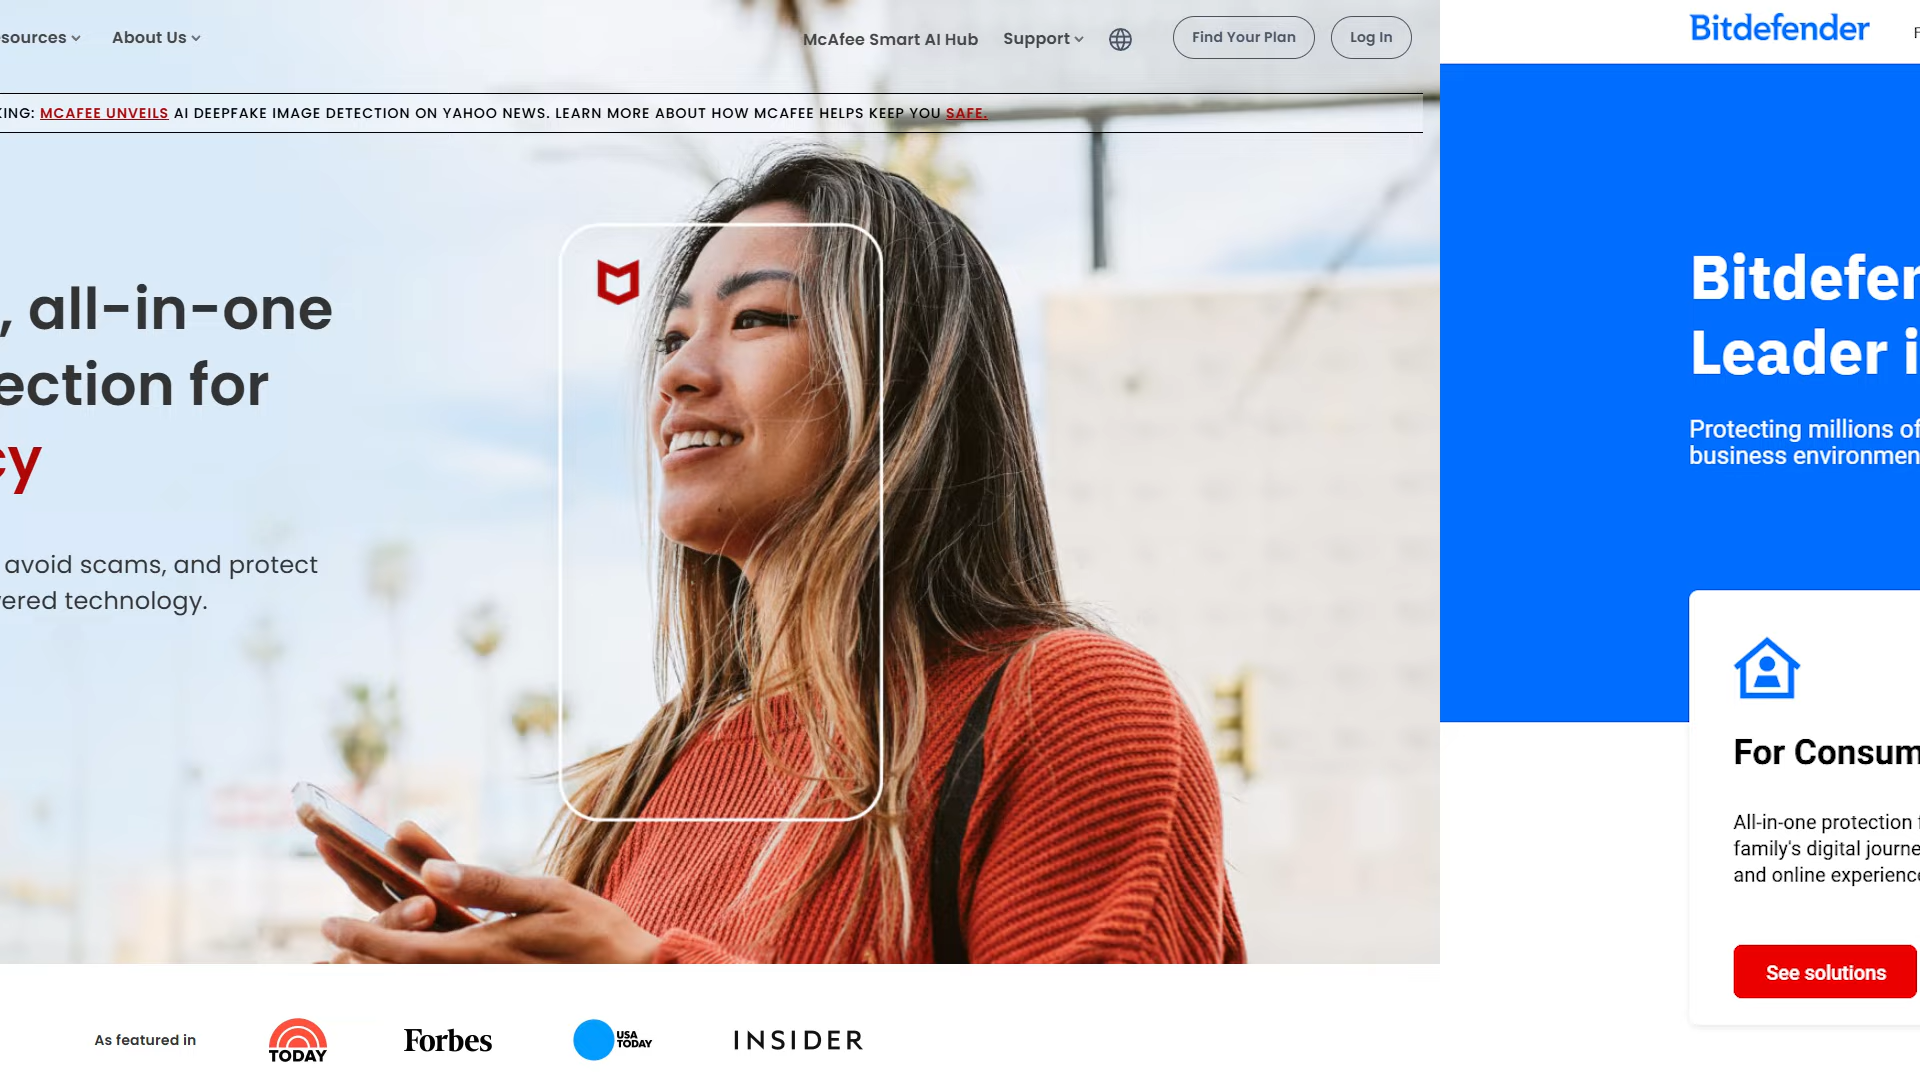 About Us
McAfee Smart AI Hub
Support
Find Your Plan
Log In
MCAFEE UNVEILS AI DEEPFAKE IMAGE DETECTION ON YAHOO NEWS. LEARN MORE ABOUT HOW MCAFEE HELPS KEEP YOU SAFE.
, all-in-one
ection for
cy
avoid scams, and protect
ered technology.
As featured in
TODAY
Forbes
USA
TODAY
INSIDER
Bitdefender
Bitdefen
Leader i
Protecting millions of
business environmen
For Consum
All-in-one protection f
family's digital journe
and online experience
See solutions